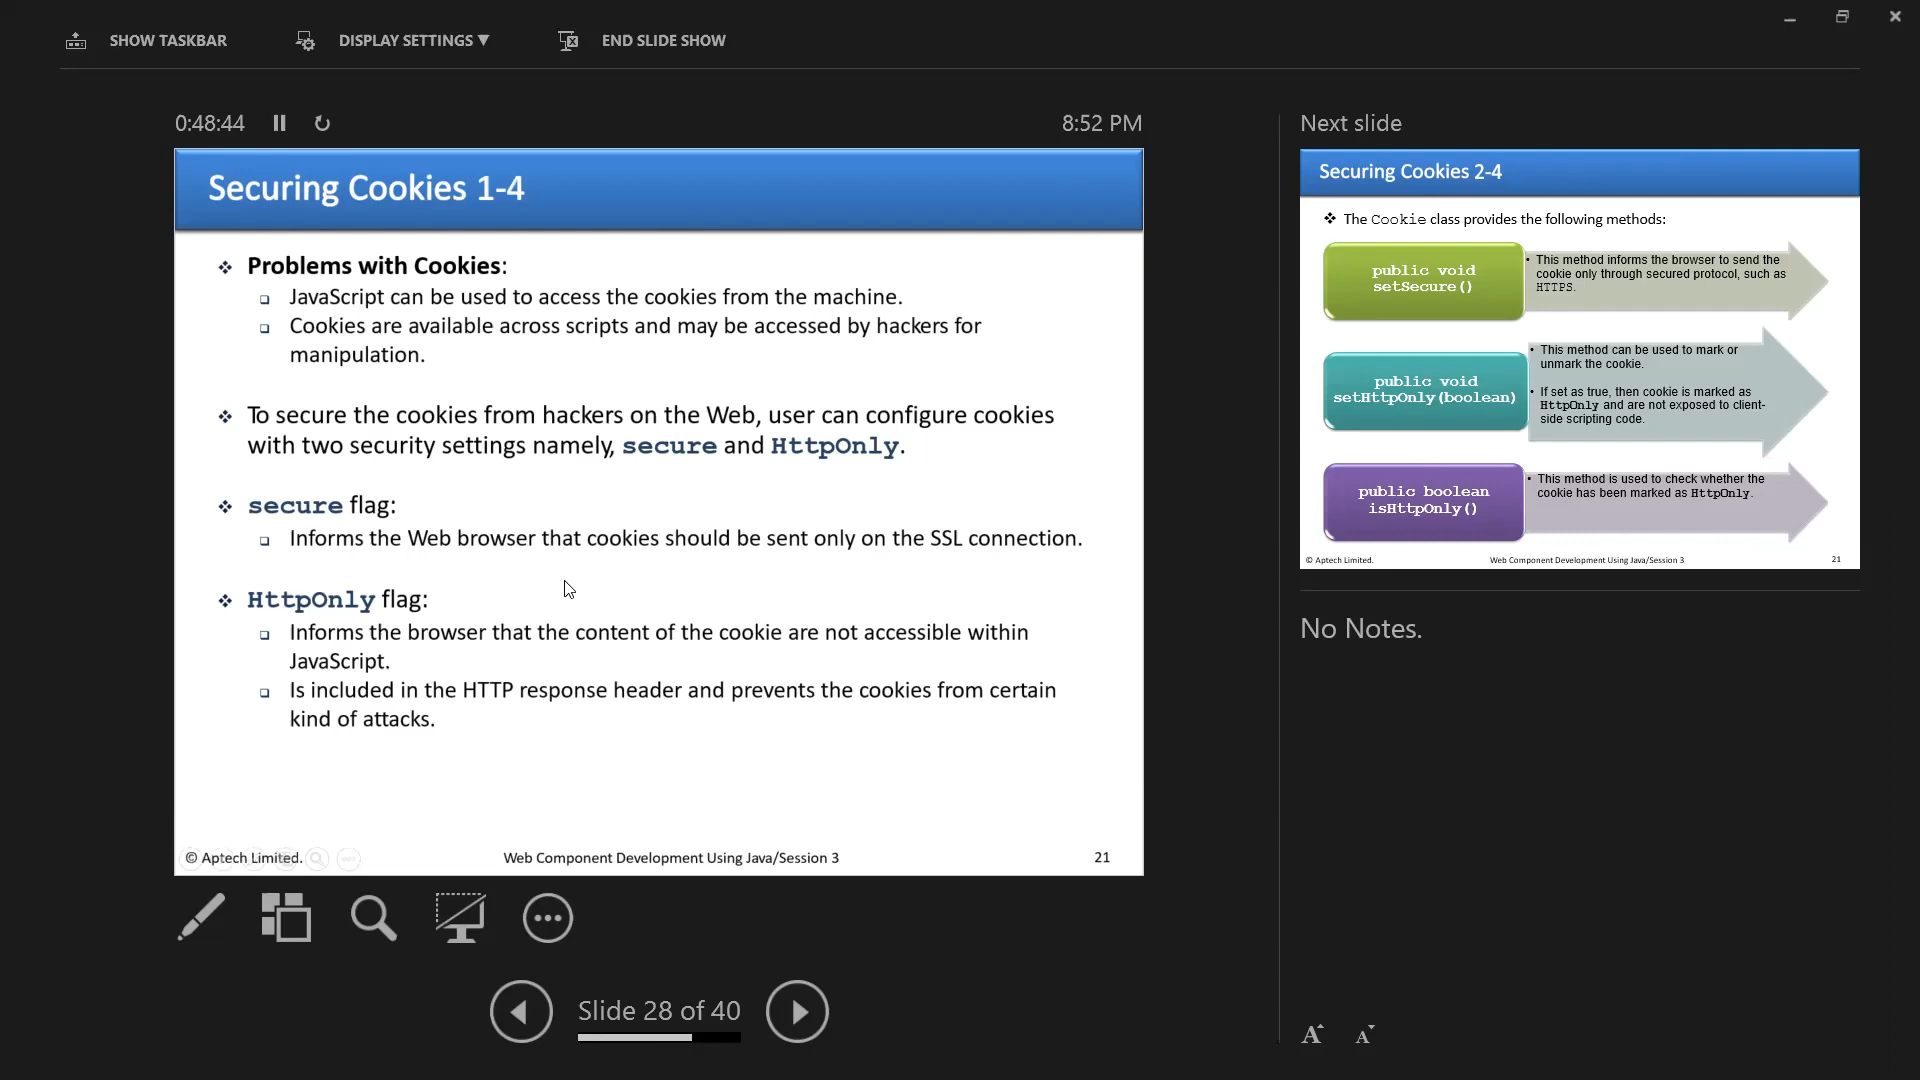 SHOW TASKBAR
DISPLAY SETTINGS ▼
END SLIDE SHOW
0:48:44
8:52 PM
Securing Cookies 1-4
❖ Problems with Cookies:
❑ JavaScript can be used to access the cookies from the machine.
❑ Cookies are available across scripts and may be accessed by hackers for
manipulation.
❖ To secure the cookies from hackers on the Web, user can configure cookies
with two security settings namely, secure and HttpOnly.
❖ secure flag:
❑ Informs the Web browser that cookies should be sent only on the SSL connection.
❖ HttpOnly flag:
❑ Informs the browser that the content of the cookie are not accessible within
JavaScript.
❑ Is included in the HTTP response header and prevents the cookies from certain
kind of attacks.
© Aptech Limited.
Web Component Development Using Java/Session 3
21
Slide 28 of 40
Next slide
Securing Cookies 2-4
❖ The Cookie class provides the following methods:
public void
setSecure()
• This method informs the browser to send the
cookie only through secured protocol, such as
HTTPS.
public void
setHttpOnly(boolean)
• This method can be used to mark or
unmark the cookie.
• If set as true, then cookie is marked as
HttpOnly and are not exposed to client-
side scripting code.
public boolean
isHttpOnly()
• This method is used to check whether the
cookie has been marked as HttpOnly.
© Aptech Limited.
Web Component Development Using Java/Session 3
21
No Notes.
A A